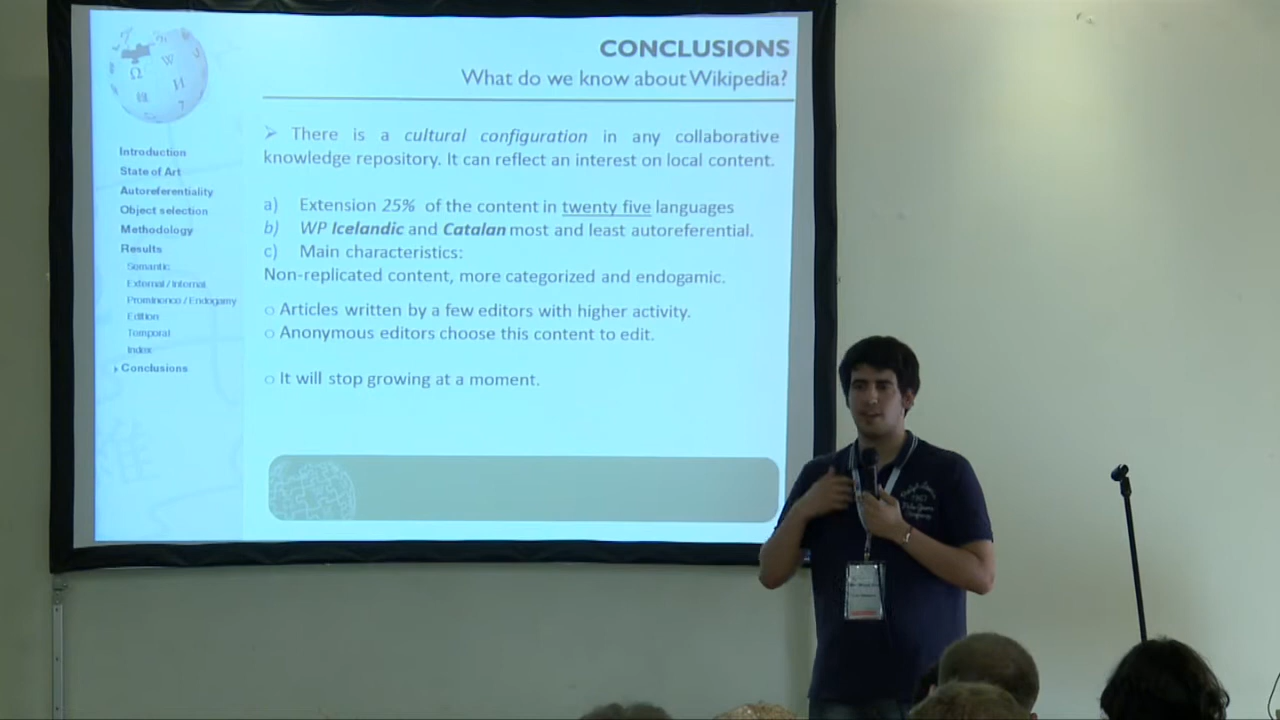 CONCLUSIONS
What do we know about Wikipedia?
Introduction
State of Art
Autoreferentiality
Object selection
Methodology
Results
Semantic
External / Internal
Prominence / Endogamy
Edition
Temporal
Index
Conclusions
➢ There is a cultural configuration in any collaborative
knowledge repository. It can reflect an interest on local content.
a) Extension 25% of the content in twenty five languages
b) WP Icelandic and Catalan most and least autoreferential.
c) Main characteristics:
Non-replicated content, more categorized and endogamic.
○ Articles written by a few editors with higher activity.
○ Anonymous editors choose this content to edit.
○ It will stop growing at a moment.